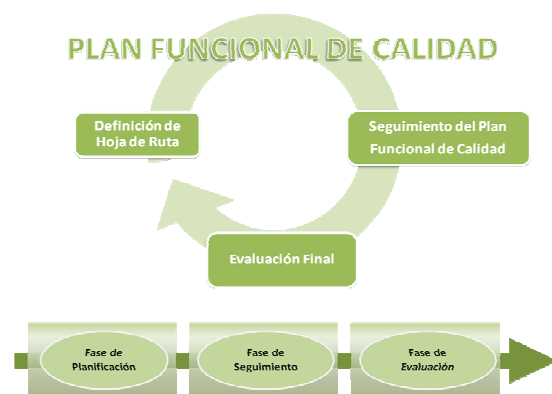 PLAN FUNCIONAL DE CALIDAD
Definición de
Hoja de Ruta
Seguimiento del Plan
Funcional de Calidad
Evaluación Final
Fase de
Planificación
Fase de
Seguimiento
Fase de
Evaluación